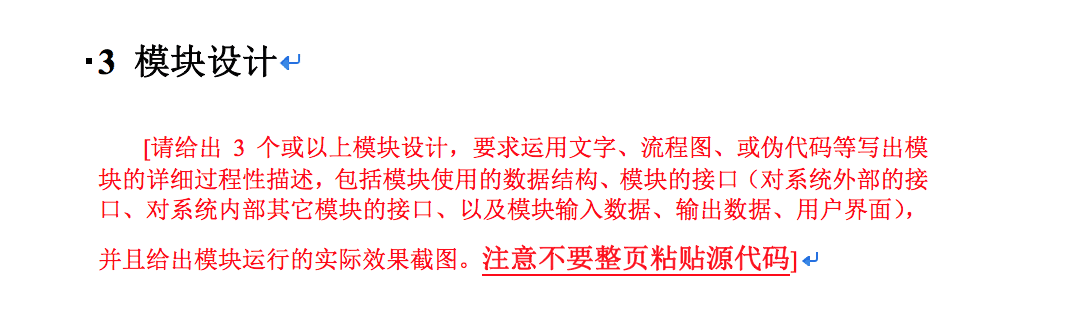 3 模块设计
[请给出 3 个或以上模块设计，要求运用文字、流程图、或伪代码等写出模
块的详细过程性描述，包括模块使用的数据结构、模块的接口（对系统外部的接
口、对系统内部其它模块的接口、以及模块输入数据、输出数据、用户界面），
并且给出模块运行的实际效果截图。注意不要整页粘贴源代码]